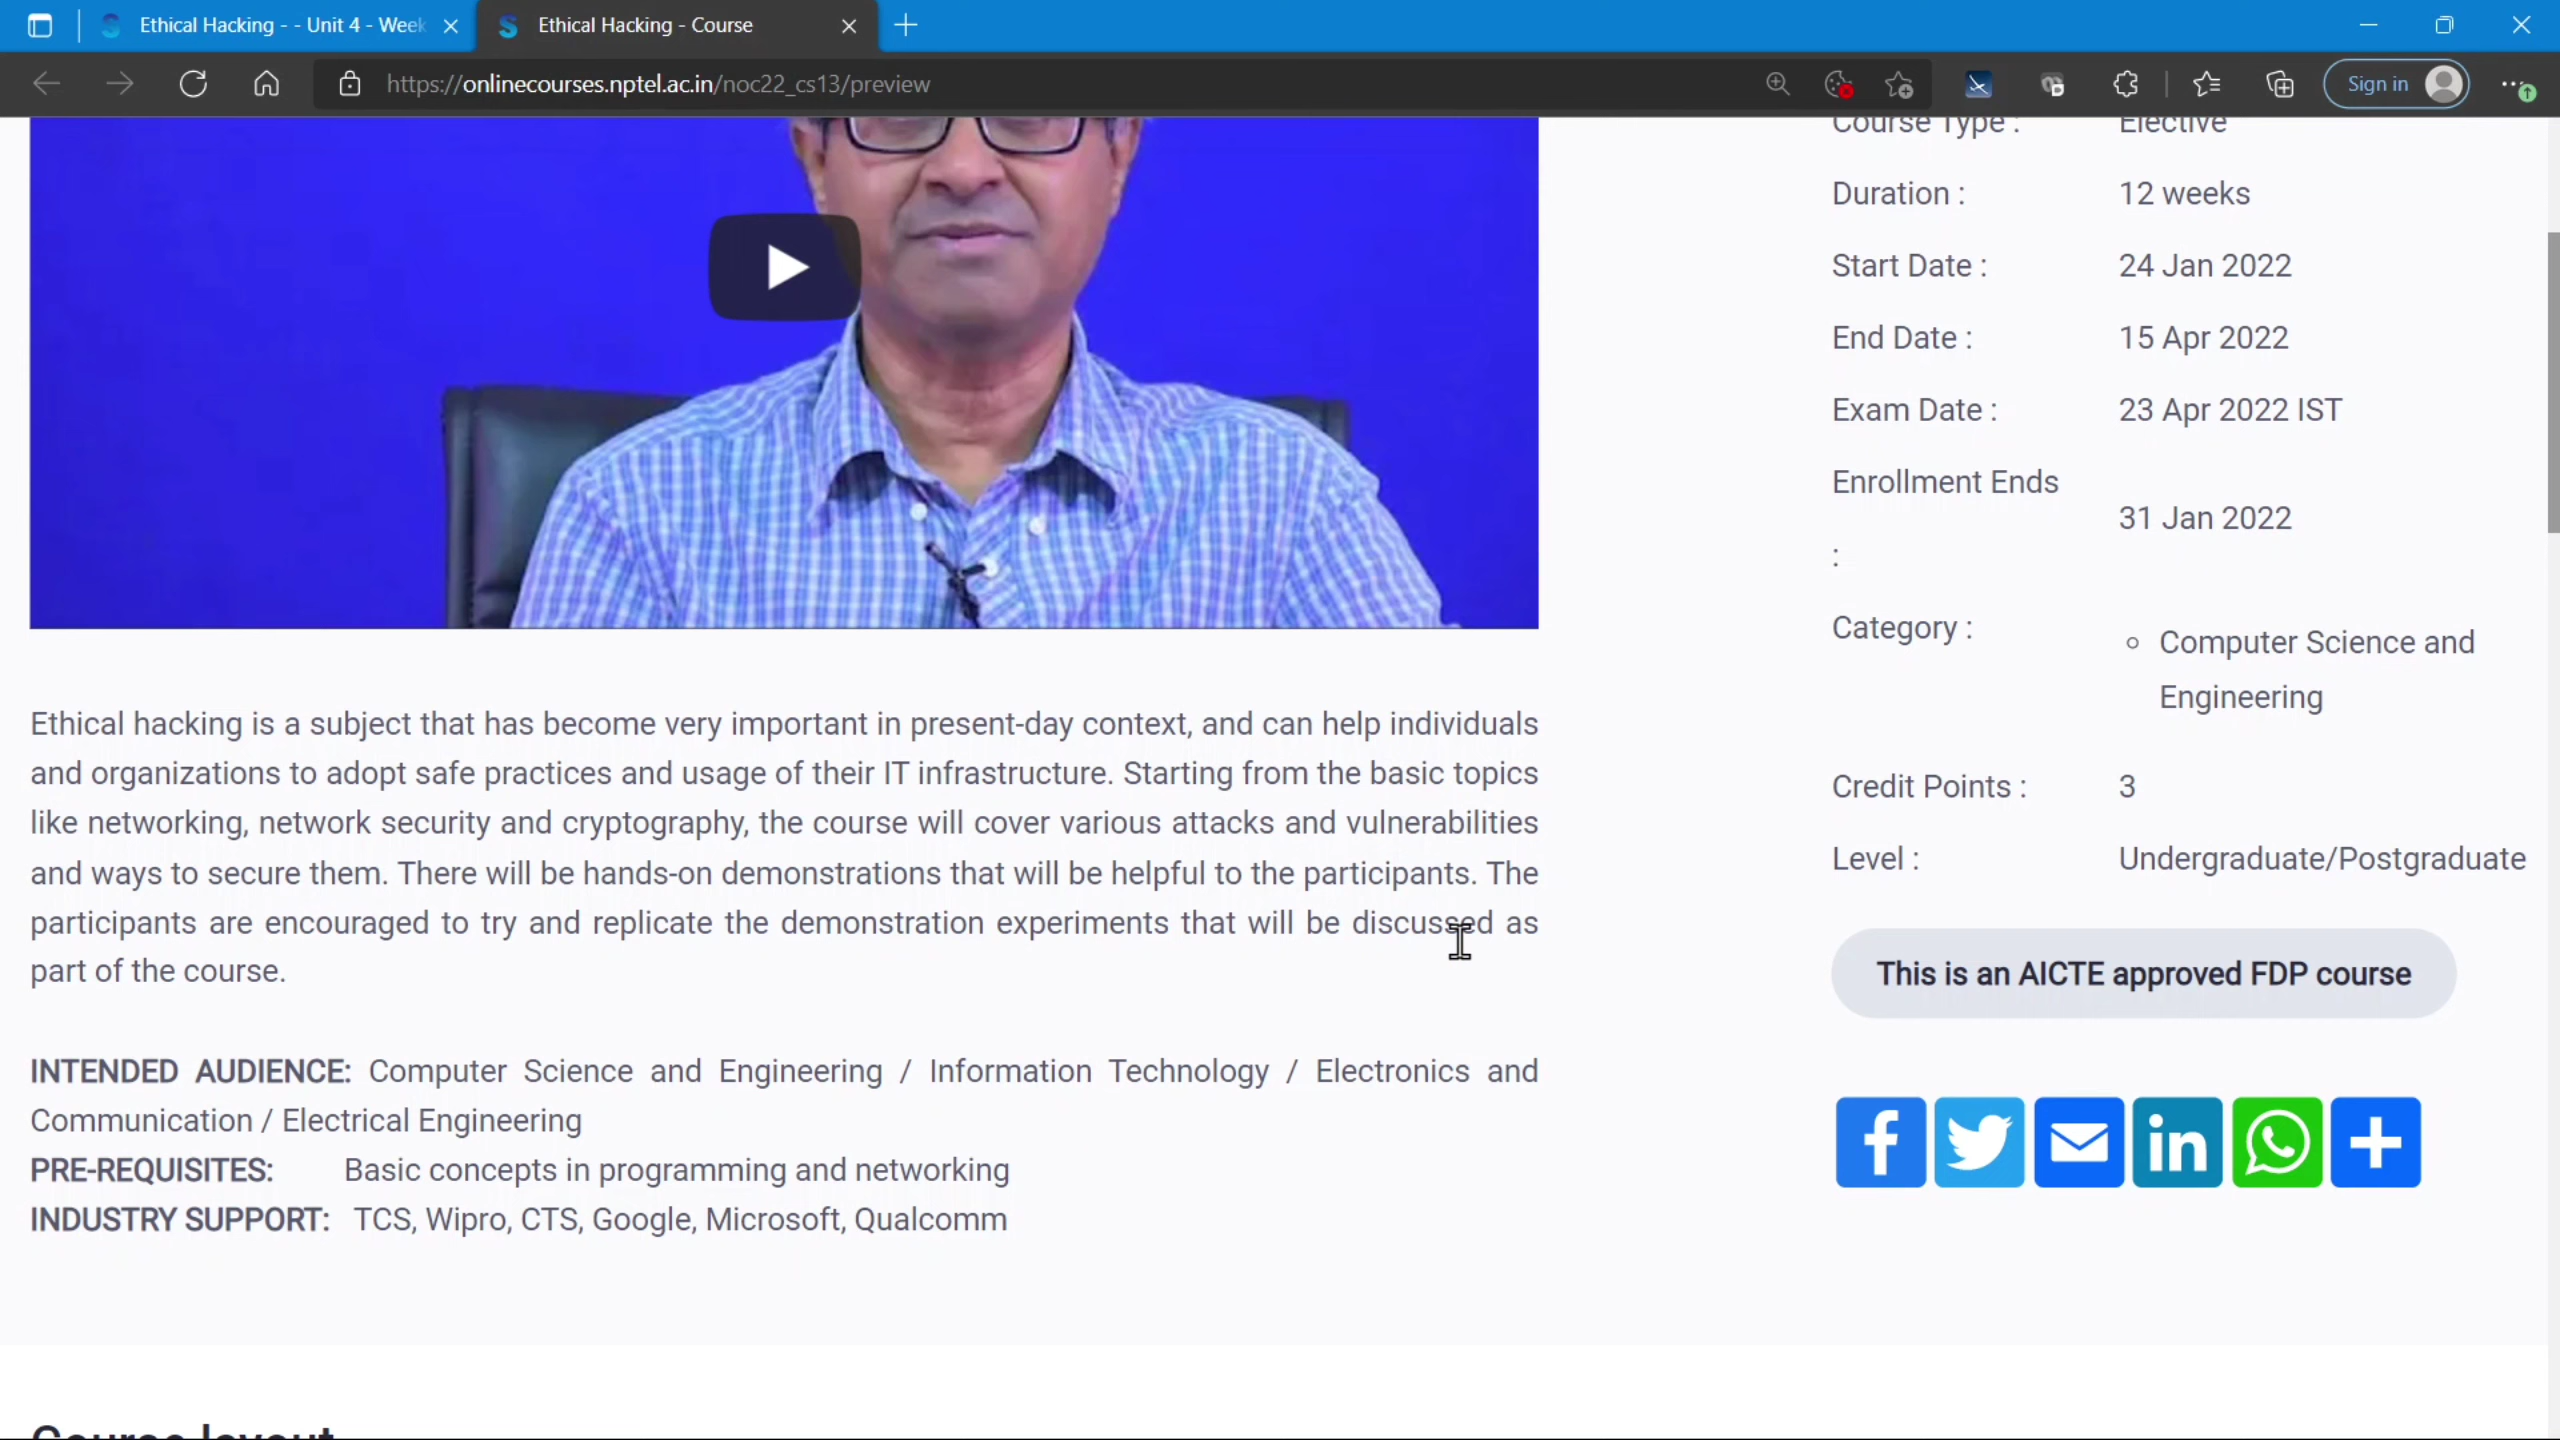 Ethical Hacking - - Unit 4 - Week
Ethical Hacking - Course
https://onlinecourses.nptel.ac.in/noc22_cs13/preview
Sign in
Course Type : Elective
Duration : 12 weeks
Start Date : 24 Jan 2022
End Date : 15 Apr 2022
Exam Date : 23 Apr 2022 IST
Enrollment Ends
: 31 Jan 2022
Category : Computer Science and
Engineering
Credit Points : 3
Level : Undergraduate/Postgraduate
This is an AICTE approved FDP course
Ethical hacking is a subject that has become very important in present-day context, and can help individuals
and organizations to adopt safe practices and usage of their IT infrastructure. Starting from the basic topics
like networking, network security and cryptography, the course will cover various attacks and vulnerabilities
and ways to secure them. There will be hands-on demonstrations that will be helpful to the participants. The
participants are encouraged to try and replicate the demonstration experiments that will be discussed as
part of the course.
INTENDED AUDIENCE: Computer Science and Engineering / Information Technology / Electronics and
Communication / Electrical Engineering
PRE-REQUISITES: Basic concepts in programming and networking
INDUSTRY SUPPORT: TCS, Wipro, CTS, Google, Microsoft, Qualcomm
Course layout